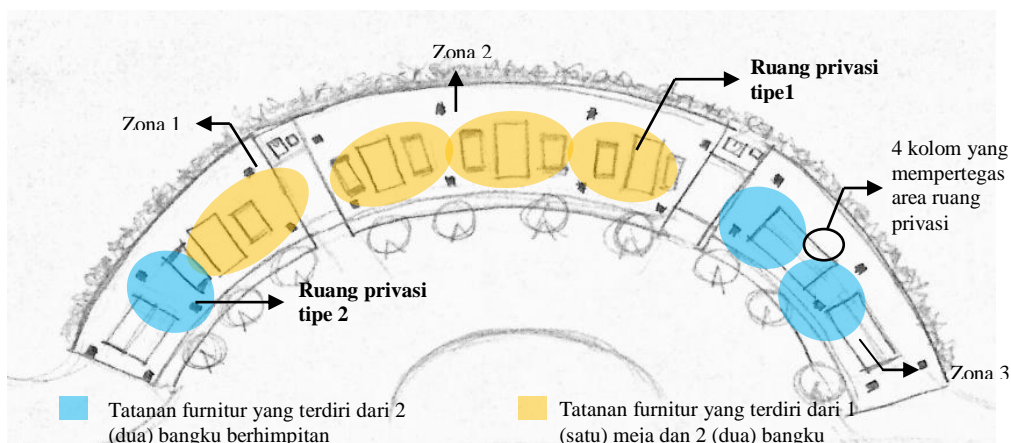 Zona 2
Ruang privasi
tipe1
Zona 1
4 kolom yang
mempertegas
area ruang
privasi
Ruang privasi
tipe 2
Zona 3
Tatanan furnitur yang terdiri dari 2
(dua) bangku berhimpitan
Tatanan furnitur yang terdiri dari 1
(satu) meja dan 2 (dua) bangku